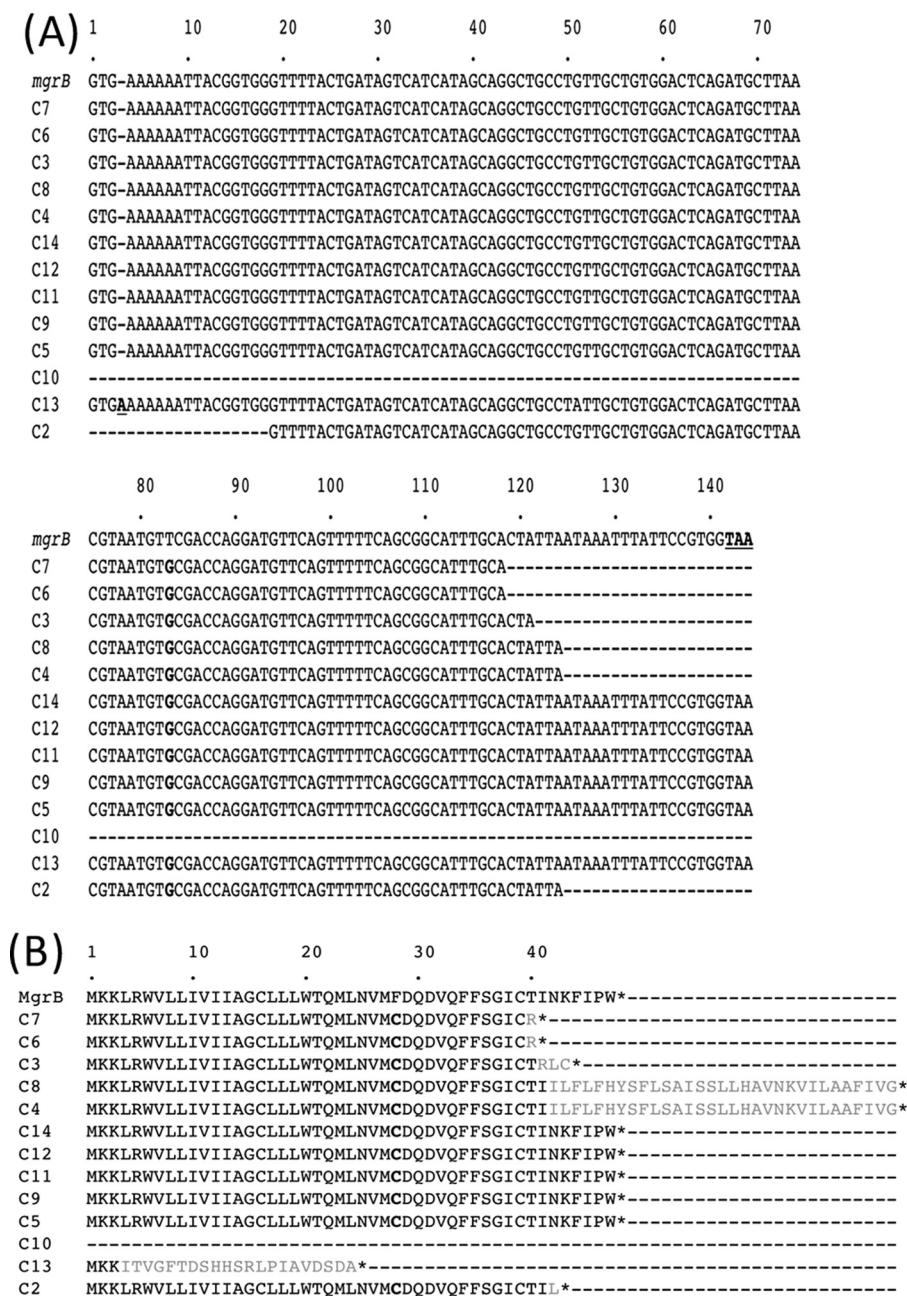 (A)
1 10 20 30 40 50 60 70
mgrB GTG-AAAAAATTACGGTGGGTTTTACTGATAGTCATCATAGCAGGCTGCCTGTTGCTGTGGACTCAGATGCTTAA
C7 GTG-AAAAAATTACGGTGGGTTTTACTGATAGTCATCATAGCAGGCTGCCTGTTGCTGTGGACTCAGATGCTTAA
C6 GTG-AAAAAATTACGGTGGGTTTTACTGATAGTCATCATAGCAGGCTGCCTGTTGCTGTGGACTCAGATGCTTAA
C3 GTG-AAAAAATTACGGTGGGTTTTACTGATAGTCATCATAGCAGGCTGCCTGTTGCTGTGGACTCAGATGCTTAA
C8 GTG-AAAAAATTACGGTGGGTTTTACTGATAGTCATCATAGCAGGCTGCCTGTTGCTGTGGACTCAGATGCTTAA
C4 GTG-AAAAAATTACGGTGGGTTTTACTGATAGTCATCATAGCAGGCTGCCTGTTGCTGTGGACTCAGATGCTTAA
C14 GTG-AAAAAATTACGGTGGGTTTTACTGATAGTCATCATAGCAGGCTGCCTGTTGCTGTGGACTCAGATGCTTAA
C12 GTG-AAAAAATTACGGTGGGTTTTACTGATAGTCATCATAGCAGGCTGCCTGTTGCTGTGGACTCAGATGCTTAA
C11 GTG-AAAAAATTACGGTGGGTTTTACTGATAGTCATCATAGCAGGCTGCCTGTTGCTGTGGACTCAGATGCTTAA
C9 GTG-AAAAAATTACGGTGGGTTTTACTGATAGTCATCATAGCAGGCTGCCTGTTGCTGTGGACTCAGATGCTTAA
C5 GTG-AAAAAATTACGGTGGGTTTTACTGATAGTCATCATAGCAGGCTGCCTGTTGCTGTGGACTCAGATGCTTAA
C10 ---------------------------------------------------------------------------
C13 GTGAAAAAAATTACGGTGGGTTTTACTGATAGTCATCATAGCAGGCTGCCTATTGCTGTGGACTCAGATGCTTAA
C2 -------------------GTTTTACTGATAGTCATCATAGCAGGCTGCCTGTTGCTGTGGACTCAGATGCTTAA
80 90 100 110 120 130 140
mgrB CGTAATGTTCGACCAGGATGTTCAGTTTTTCAGCGGCATTTGCACTATTAATAAATTTATTCCGTGGTAA
C7 CGTAATGTGCGACCAGGATGTTCAGTTTTTCAGCGGCATTTGCA--------------------------
C6 CGTAATGTGCGACCAGGATGTTCAGTTTTTCAGCGGCATTTGCA--------------------------
C3 CGTAATGTGCGACCAGGATGTTCAGTTTTTCAGCGGCATTTGCACTA-----------------------
C8 CGTAATGTGCGACCAGGATGTTCAGTTTTTCAGCGGCATTTGCACTATTA--------------------
C4 CGTAATGTGCGACCAGGATGTTCAGTTTTTCAGCGGCATTTGCACTATTA--------------------
C14 CGTAATGTGCGACCAGGATGTTCAGTTTTTCAGCGGCATTTGCACTATTAATAAATTTATTCCGTGGTAA
C12 CGTAATGTGCGACCAGGATGTTCAGTTTTTCAGCGGCATTTGCACTATTAATAAATTTATTCCGTGGTAA
C11 CGTAATGTGCGACCAGGATGTTCAGTTTTTCAGCGGCATTTGCACTATTAATAAATTTATTCCGTGGTAA
C9 CGTAATGTGCGACCAGGATGTTCAGTTTTTCAGCGGCATTTGCACTATTAATAAATTTATTCCGTGGTAA
C5 CGTAATGTGCGACCAGGATGTTCAGTTTTTCAGCGGCATTTGCACTATTAATAAATTTATTCCGTGGTAA
C10 ----------------------------------------------------------------------
C13 CGTAATGTGCGACCAGGATGTTCAGTTTTTCAGCGGCATTTGCACTATTAATAAATTTATTCCGTGGTAA
C2 CGTAATGTGCGACCAGGATGTTCAGTTTTTCAGCGGCATTTGCACTATTA--------------------
(B)
1 10 20 30 40
MgrB MKKLRWVLLIVIIAGCLLLWTQMLNVMFDQDVQFFSGICTINKFIPW*------------------------
C7 MKKLRWVLLIVIIAGCLLLWTQMLNVMCDQDVQFFSGICR*-------------------------------
C6 MKKLRWVLLIVIIAGCLLLWTQMLNVMCDQDVQFFSGICR*-------------------------------
C3 MKKLRWVLLIVIIAGCLLLWTQMLNVMCDQDVQFFSGICTRLC*----------------------------
C8 MKKLRWVLLIVIIAGCLLLWTQMLNVMCDQDVQFFSGICTIILFLFHYSFLSAISSLLHAVNKVILAAFIVG*
C4 MKKLRWVLLIVIIAGCLLLWTQMLNVMCDQDVQFFSGICTIILFLFHYSFLSAISSLLHAVNKVILAAFIVG*
C14 MKKLRWVLLIVIIAGCLLLWTQMLNVMCDQDVQFFSGICTINKFIPW*------------------------
C12 MKKLRWVLLIVIIAGCLLLWTQMLNVMCDQDVQFFSGICTINKFIPW*------------------------
C11 MKKLRWVLLIVIIAGCLLLWTQMLNVMCDQDVQFFSGICTINKFIPW*------------------------
C9 MKKLRWVLLIVIIAGCLLLWTQMLNVMCDQDVQFFSGICTINKFIPW*------------------------
C5 MKKLRWVLLIVIIAGCLLLWTQMLNVMCDQDVQFFSGICTINKFIPW*------------------------
C10 ------------------------------------------------------------------------
C13 MKKITVGFTDSHHSRLPIAVDSDA*-----------------------------------------------
C2 MKKLRWVLLIVIIAGCLLLWTQMLNVMCDQDVQFFSGICTIL*-----------------------------